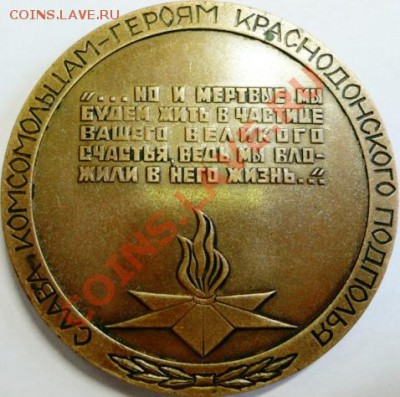 COINS.LAVE.RU
СЛАВА КОМСОМОЛЬЦАМ-ГЕРОЯМ КРАСНОДОНСКОГО ПОДПОЛЬЯ
„... НО И МЕРТВЫЕ МЫ
БУДЕМ ЖИТЬ В ЧАСТИЦЕ
ВАШЕГО ВЕЛИКОГО
СЧАСТЬЯ, ВЕДЬ МЫ ВЛО-
ЖИЛИ В НЕГО ЖИЗНЬ...“
COINS.LAVE.RU